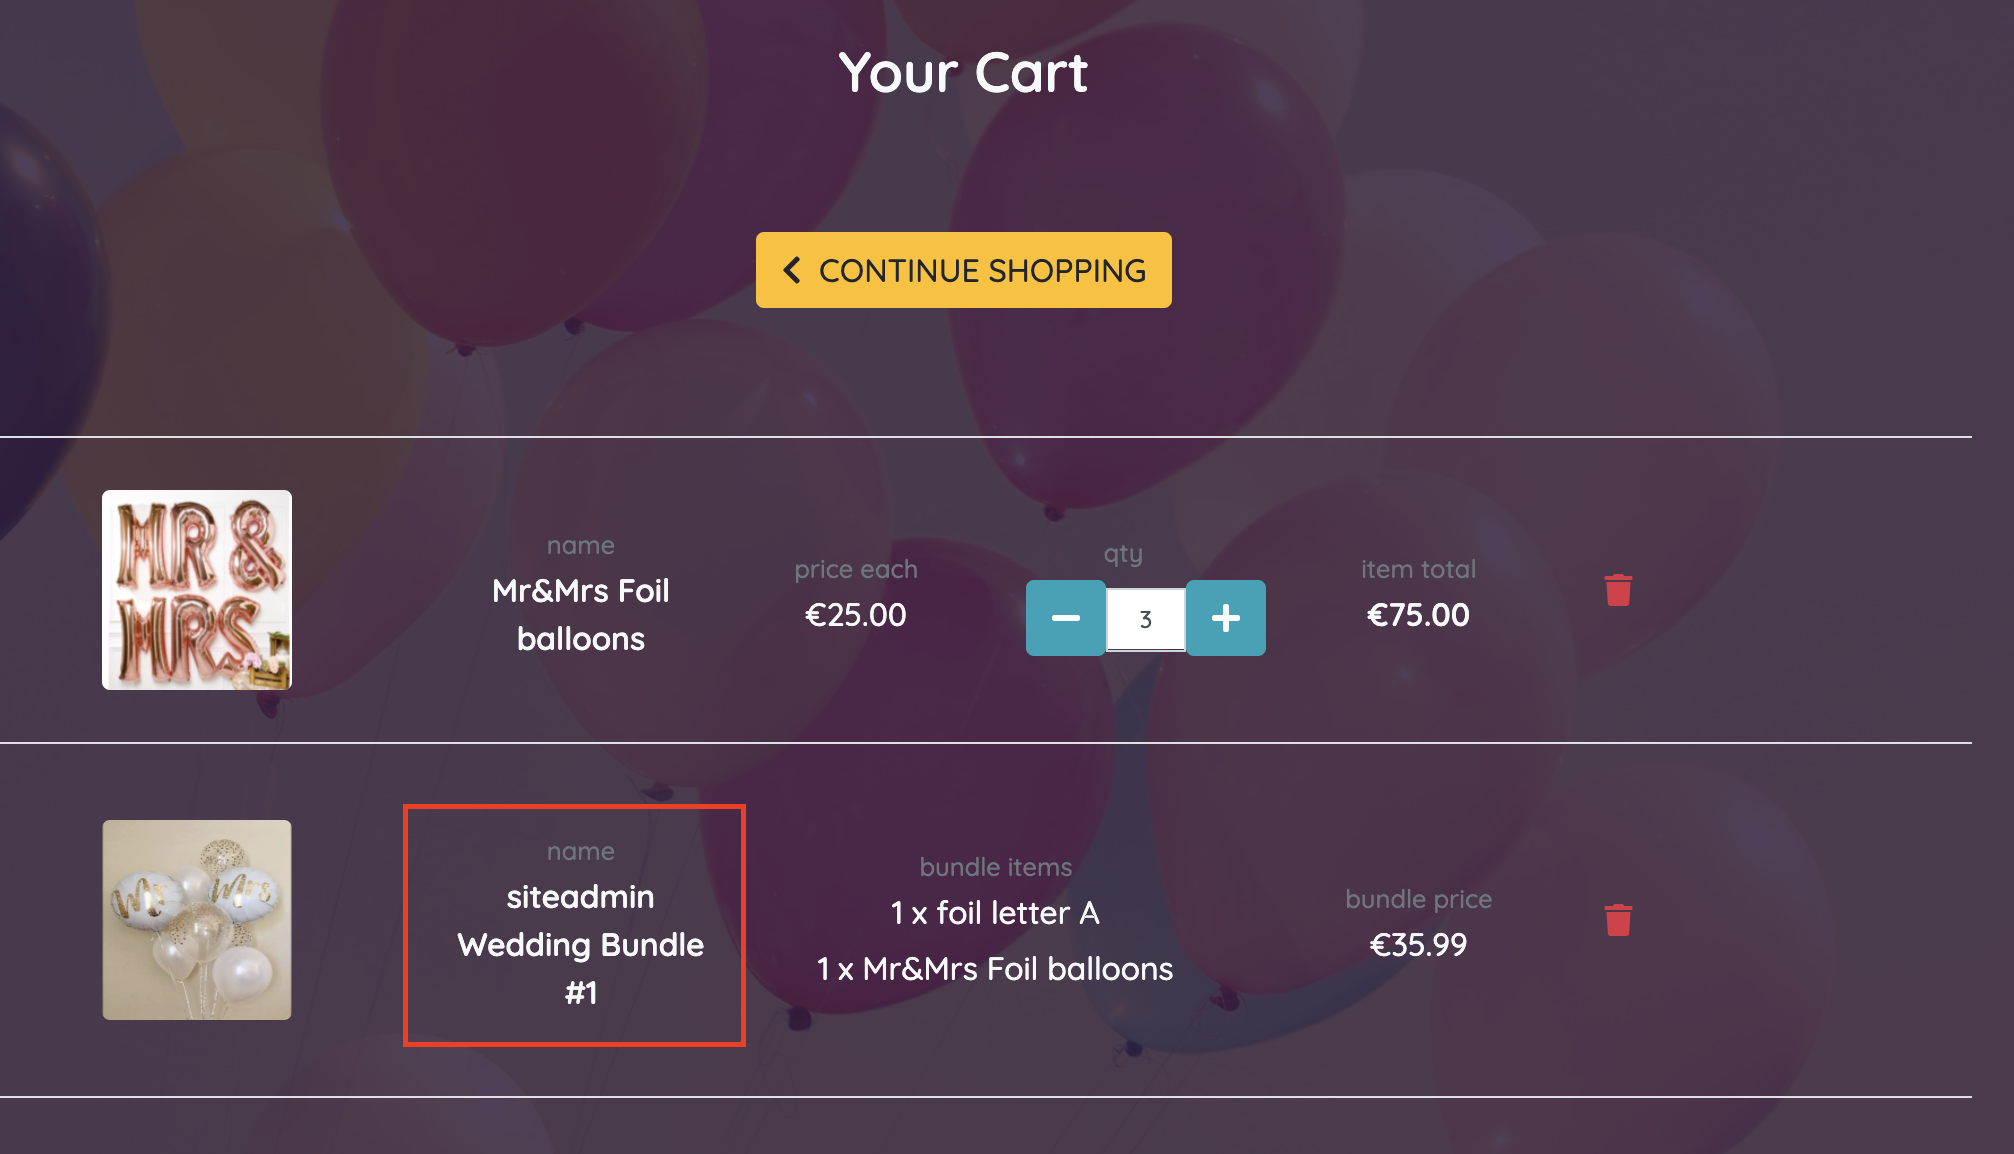 Your Cart
CONTINUE SHOPPING
MR &
MRS
name
Mr&Mrs Foil
balloons
price each
€25.00
qty
3
item total
€75.00
Mr Mrs
name
siteadmin
Wedding Bundle
#1
bundle items
1 x foil letter A
1 x Mr&Mrs Foil balloons
bundle price
€35.99